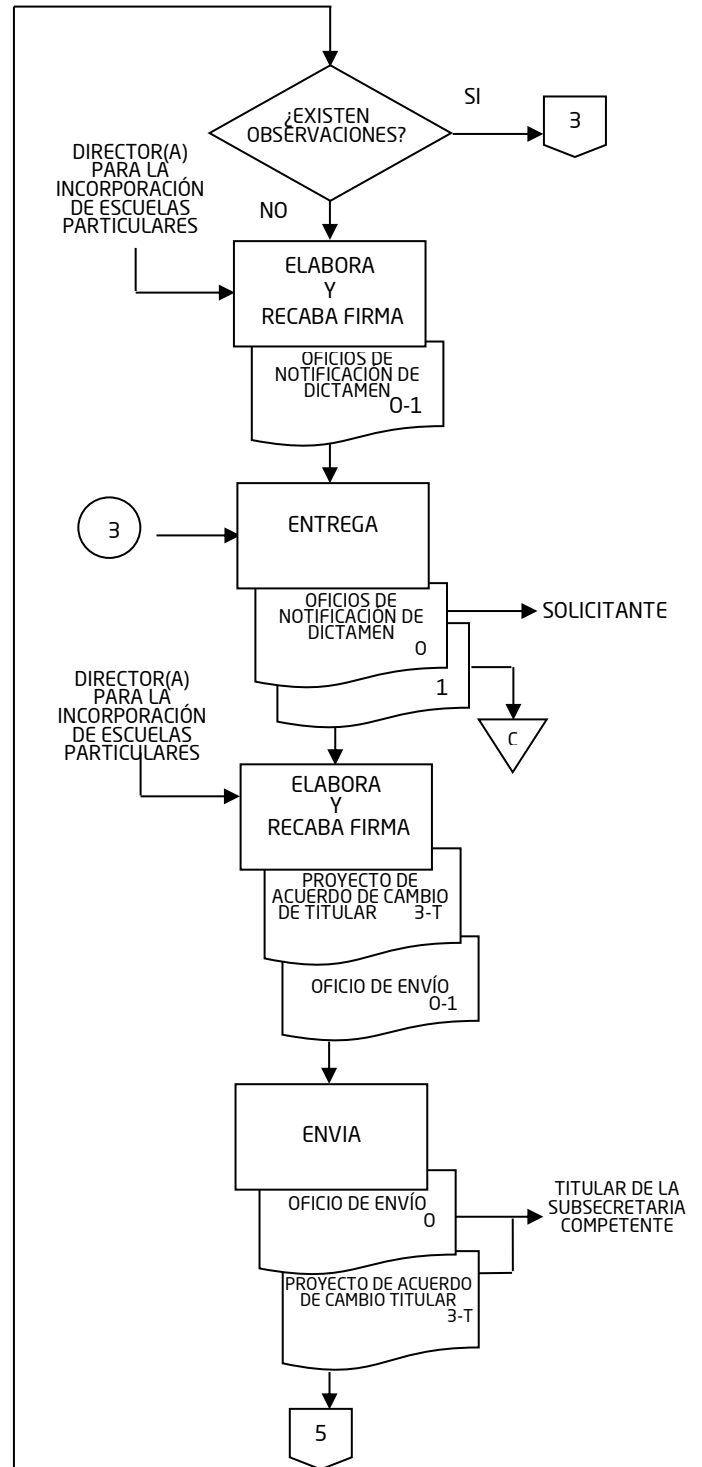 ¿EXISTEN
OBSERVACIONES?
SI
3
DIRECTOR(A)
PARA LA
INCORPORACIÓN
DE ESCUELAS
PARTICULARES
NO
ELABORA
Y
RECABA FIRMA
OFICIOS DE
NOTIFICACIÓN DE
DICTAMEN
O-1
3
ENTREGA
OFICIOS DE
NOTIFICACIÓN DE
DICTAMEN
O
SOLICITANTE
1
C
DIRECTOR(A)
PARA LA
INCORPORACIÓN
DE ESCUELAS
PARTICULARES
ELABORA
Y
RECABA FIRMA
PROYECTO DE
ACUERDO DE CAMBIO
DE TITULAR 3-T
OFICIO DE ENVÍO
O-1
ENVIA
OFICIO DE ENVÍO
O
TITULAR DE LA
SUBSECRETARIA
COMPETENTE
PROYECTO DE ACUERDO
DE CAMBIO TITULAR
3-T
5